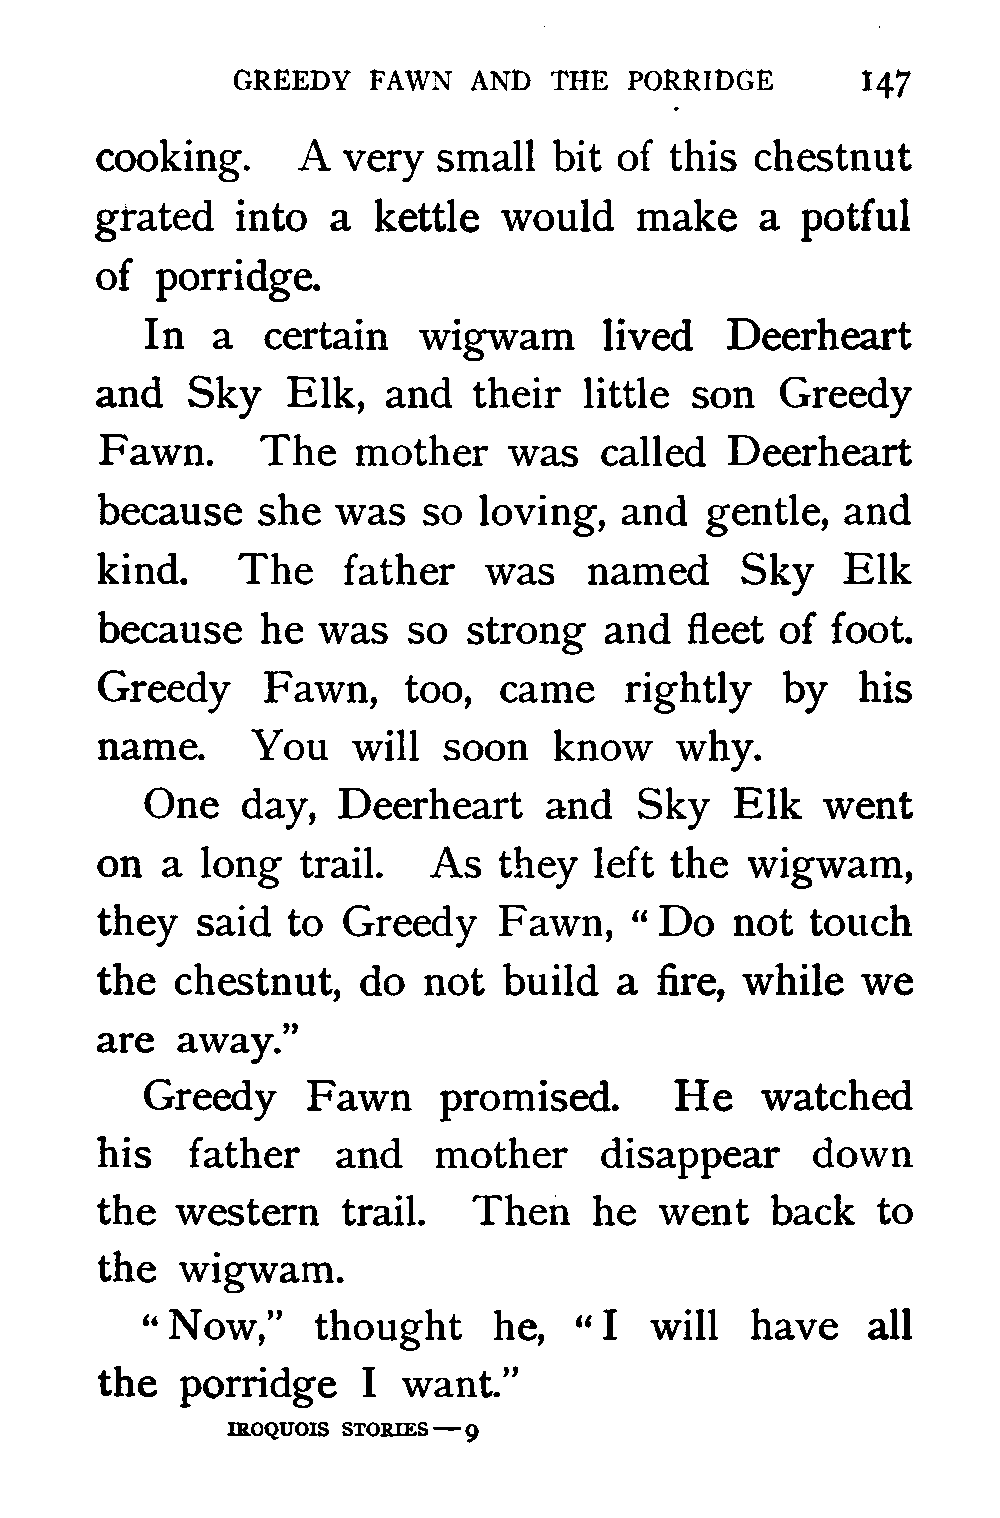 GREEDY FAWN AND THE PORRIDGE 147
cooking. A very small bit of this chestnut
grated into a kettle would make a potful
of porridge.
In a certain wigwam lived Deerheart
and Sky Elk, and their little son Greedy
Fawn. The mother was called Deerheart
because she was so loving, and gentle, and
kind. The father was named Sky Elk
because he was so strong and fleet of foot.
Greedy Fawn, too, came rightly by his
name. You will soon know why.
One day, Deerheart and Sky Elk went
on a long trail. As they left the wigwam,
they said to Greedy Fawn, “Do not touch
the chestnut, do not build a fire, while we
are away.”
Greedy Fawn promised. He watched
his father and mother disappear down
the western trail. Then he went back to
the wigwam.
“Now,” thought he, “I will have all
the porridge I want.”
IROQUOIS STORIES—9